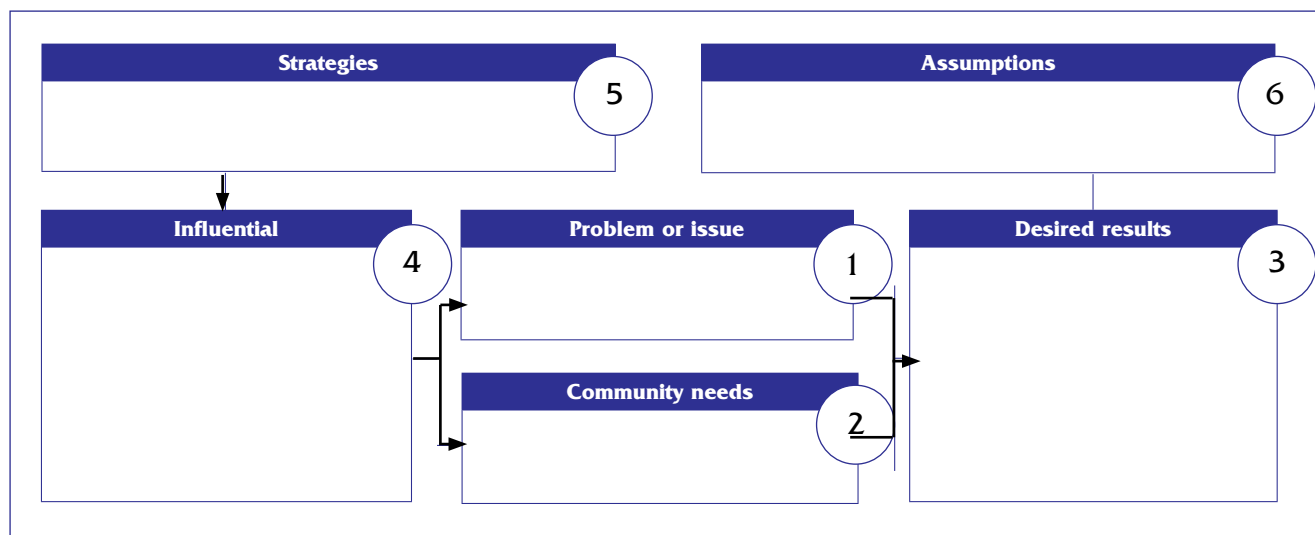 Strategies
5
Assumptions
6
Influential
4
Problem or issue
1
Desired results
3
Community needs
2